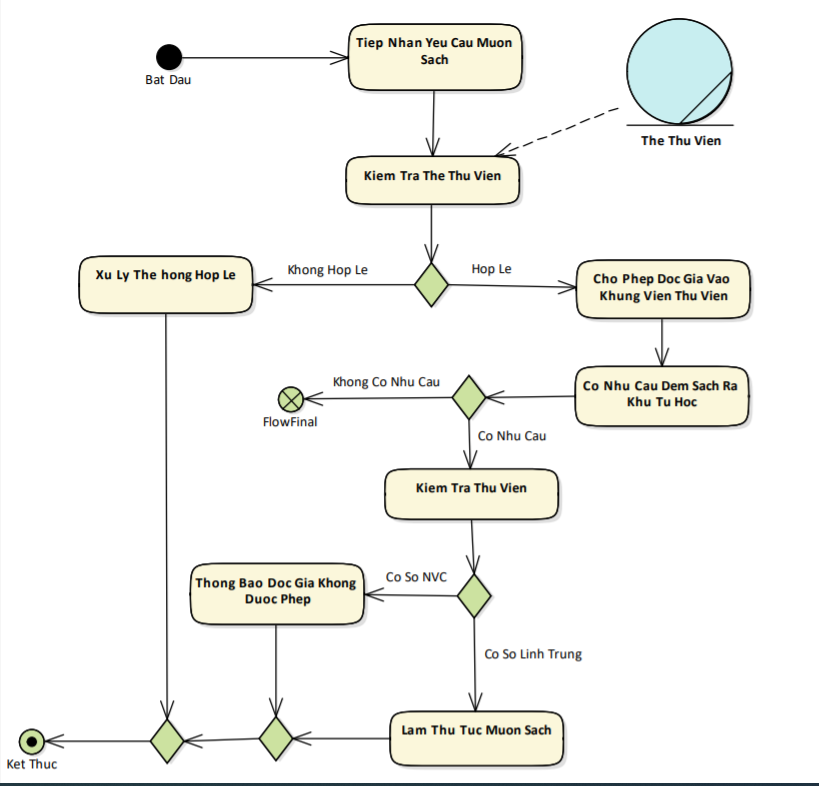 Tiep Nhan Yeu Cau Muon
Sach
Bat Dau
The Thu Vien
Kiem Tra The Thu Vien
Xu Ly The hong Hop Le
Khong Hop Le
Hop Le
Cho Phep Doc Gia Vao
Khung Vien Thu Vien
Khong Co Nhu Cau
Co Nhu Cau Dem Sach Ra
Khu Tu Hoc
FlowFinal
Co Nhu Cau
Kiem Tra Thu Vien
Thong Bao Doc Gia Khong
Duoc Phep
Co So NVC
Co So Linh Trung
Lam Thu Tuc Muon Sach
Ket Thuc